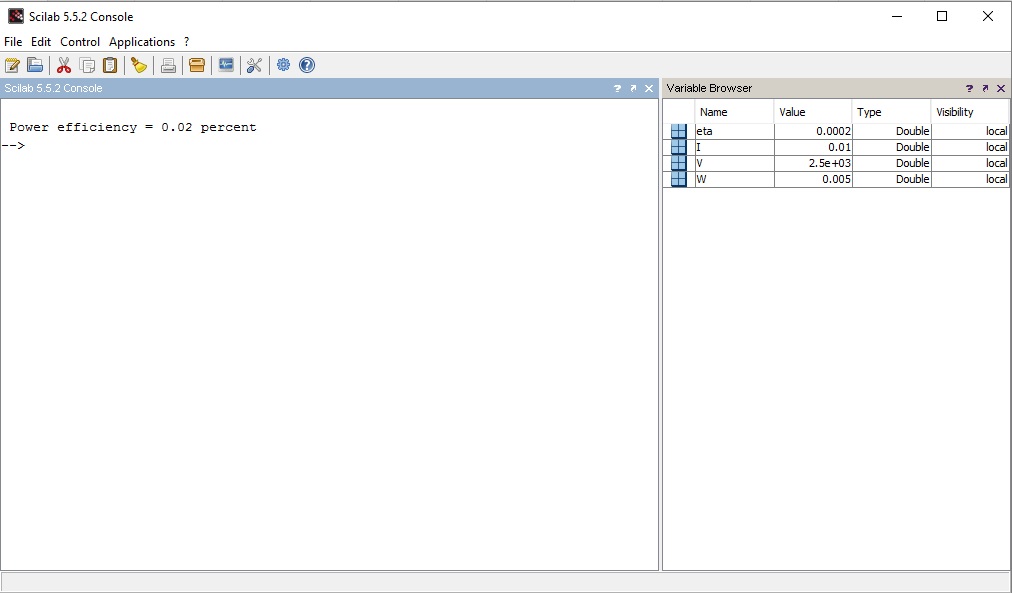 Scilab 5.5.2 Console
File Edit Control Applications ?
Scilab 5.5.2 Console ?
Power efficiency = 0.02 percent
-->
Variable Browser ?
Name Value Type Visibility
eta 0.0002 Double local
I 0.01 Double local
V 2.5e+03 Double local
W 0.005 Double local